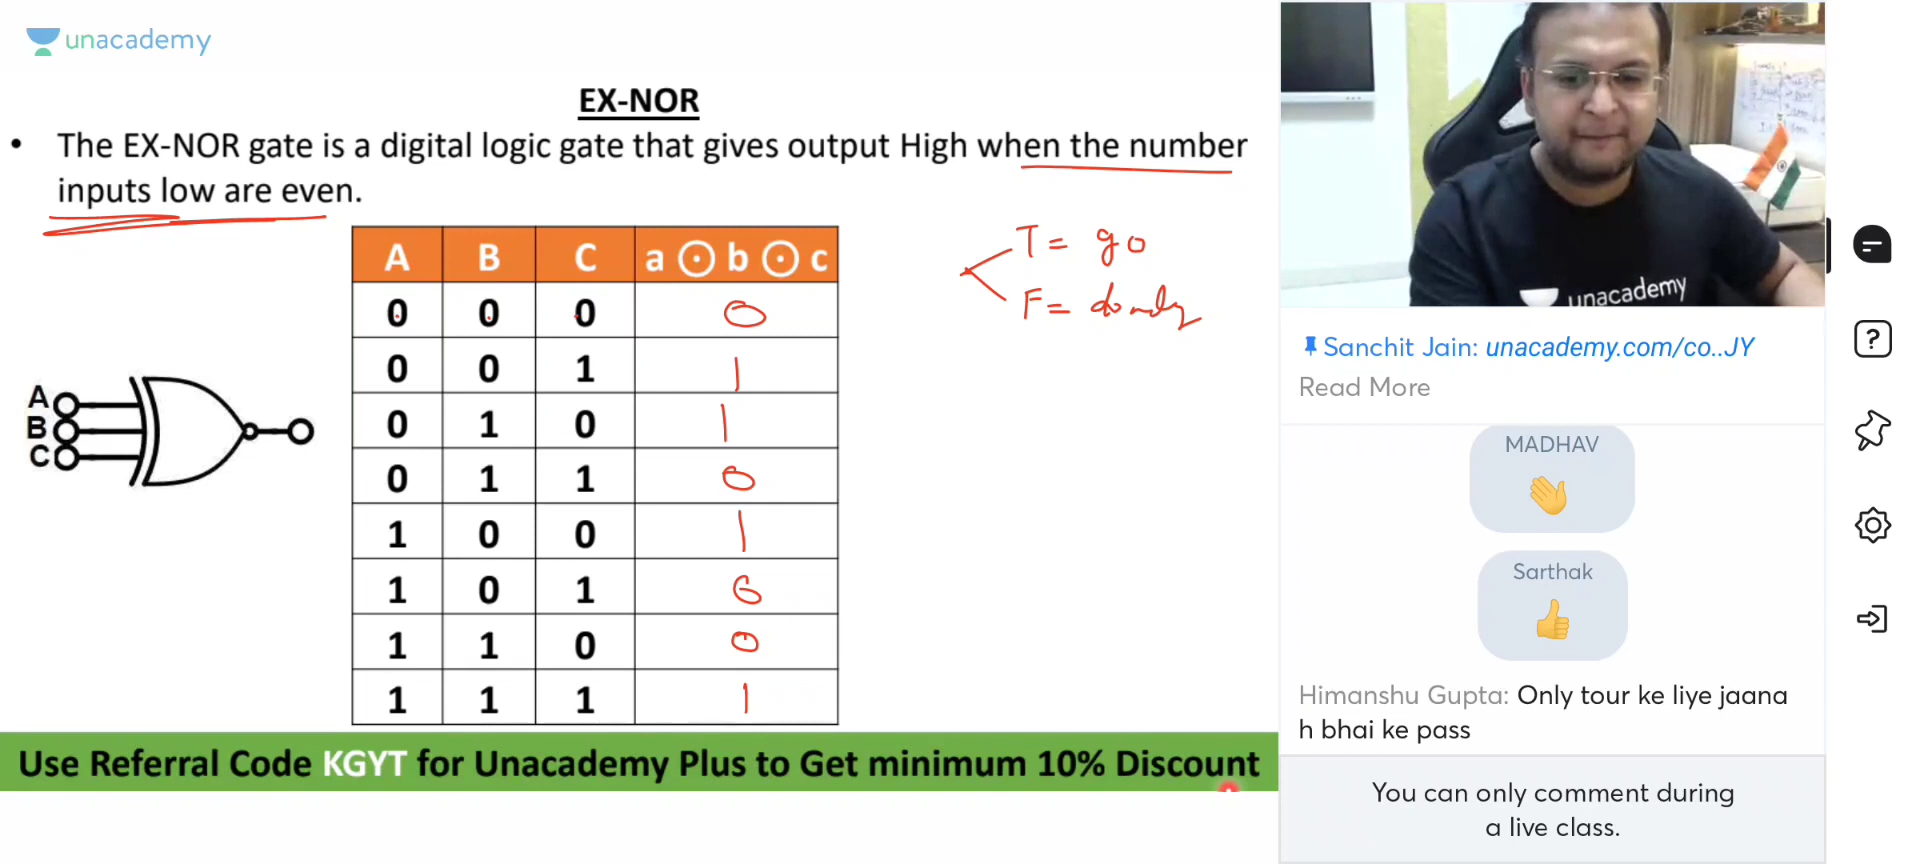 unacademy
EX-NOR
• The EX-NOR gate is a digital logic gate that gives output High when the number
inputs low are even.
A B C a ⊙ b ⊙ c
0 0 0 0
0 0 1 1
0 1 0 1
0 1 1 0
1 0 0 1
1 0 1 0
1 1 0 0
1 1 1 1
A
B
C
T = go
F =
Use Referral Code KGYT for Unacademy Plus to Get minimum 10% Discount
unacademy
Sanchit Jain: unacademy.com/co..JY
Read More
MADHAV
👋
Sarthak
👍
Himanshu Gupta: Only tour ke liye jaana
h bhai ke pass
You can only comment during
a live class.
?